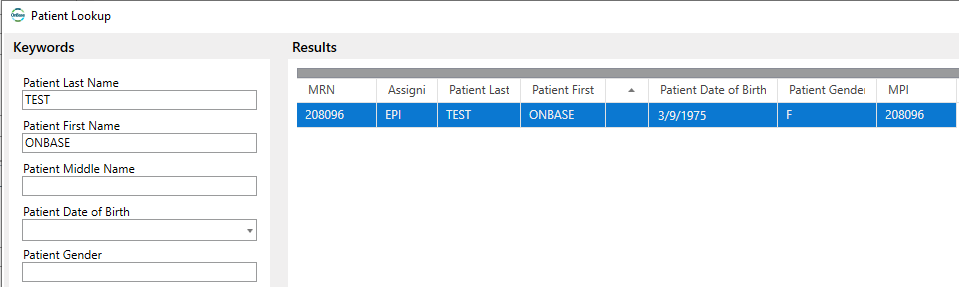 OnBase Patient Lookup
Keywords
Results
Patient Last Name
TEST
Patient First Name
ONBASE
Patient Middle Name
Patient Date of Birth
Patient Gender
MRN Assigni Patient Last Patient First Patient Date of Birth Patient Gender MPI
208096 EPI TEST ONBASE 3/9/1975 F 208096